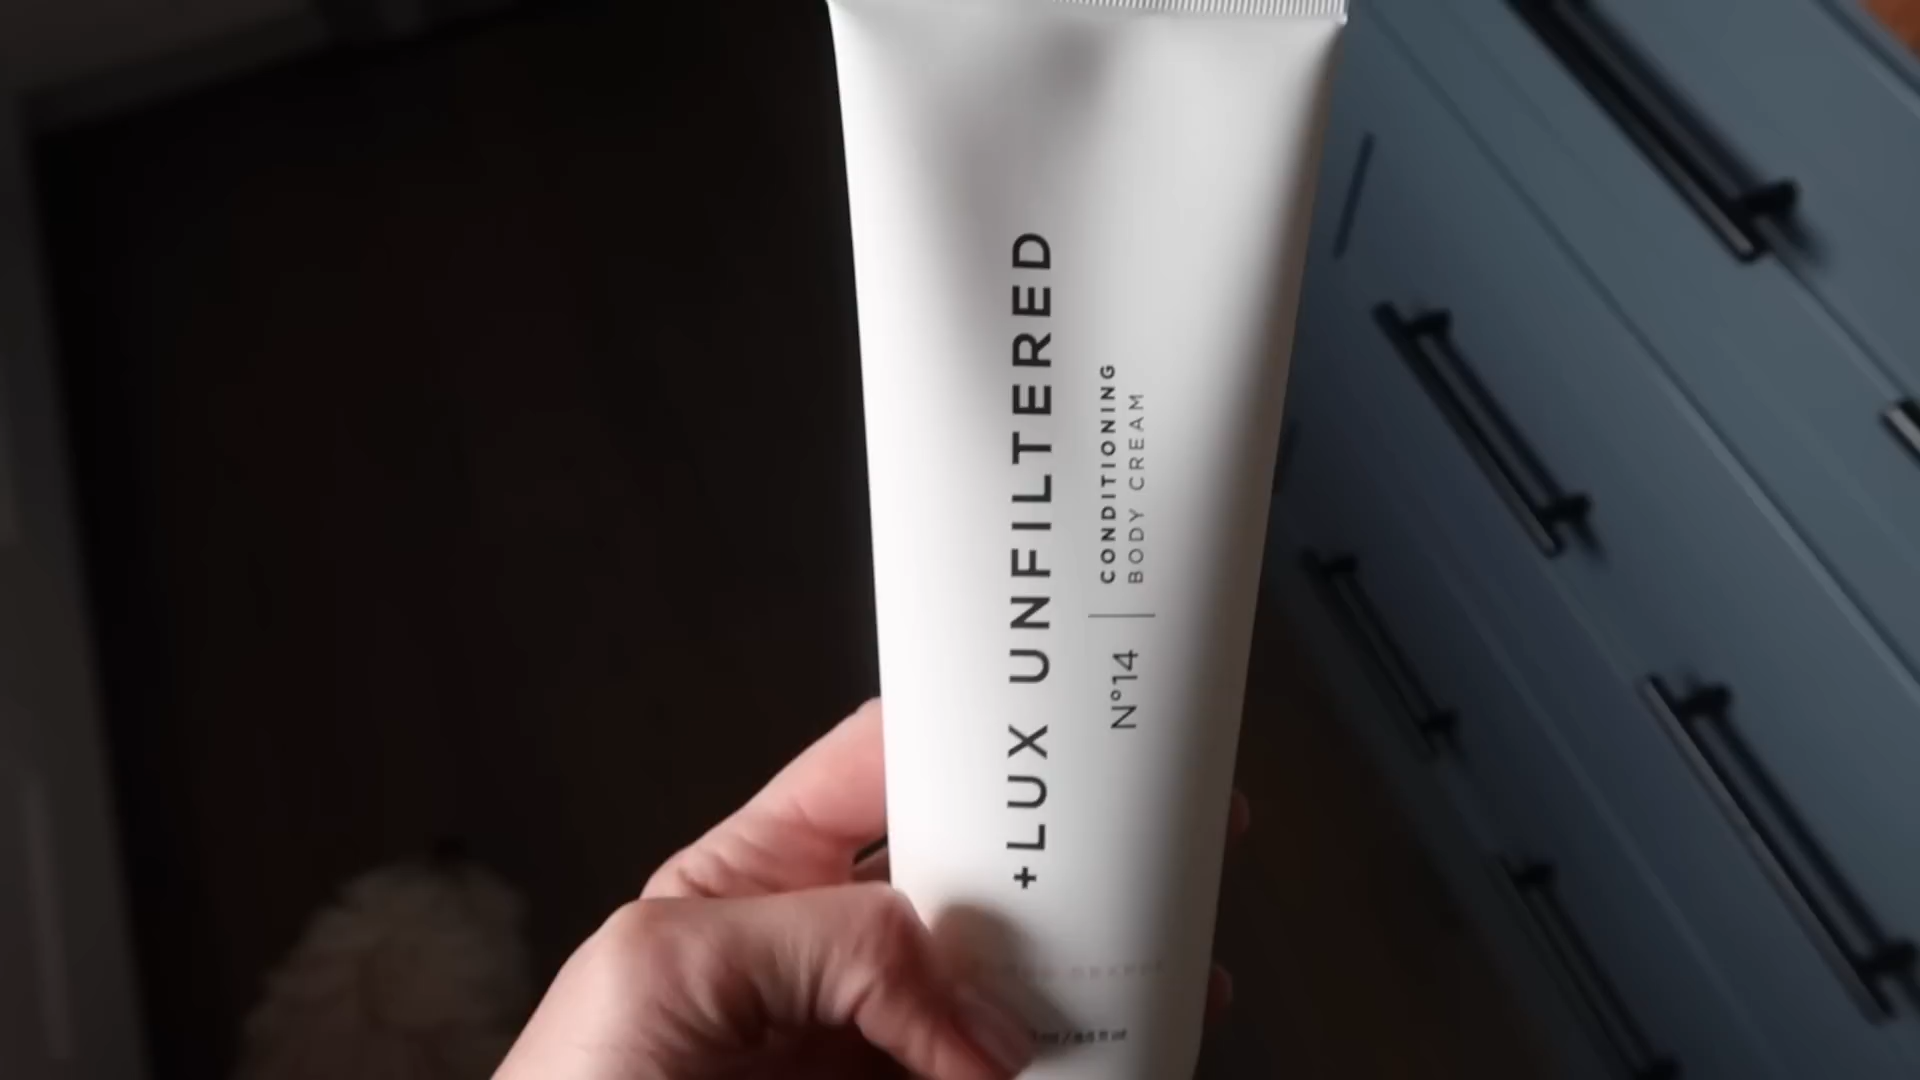 +LUX UNFILTERED
N°14
CONDITIONING
BODY CREAM